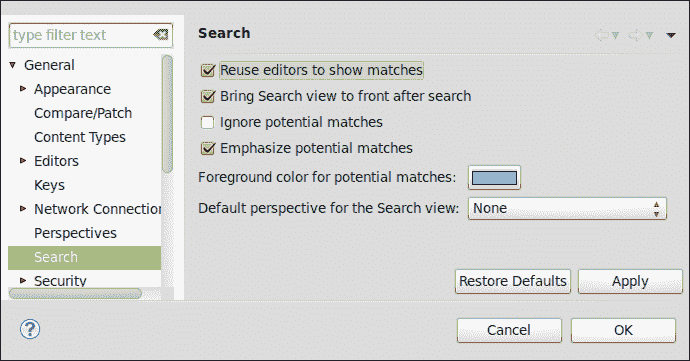 type filter text
General
Appearance
Compare/Patch
Content Types
Editors
Keys
Network Connection
Perspectives
Search
Security
Search
Reuse editors to show matches
Bring Search view to front after search
Ignore potential matches
Emphasize potential matches
Foreground color for potential matches:
Default perspective for the Search view: None
Restore Defaults Apply
Cancel OK